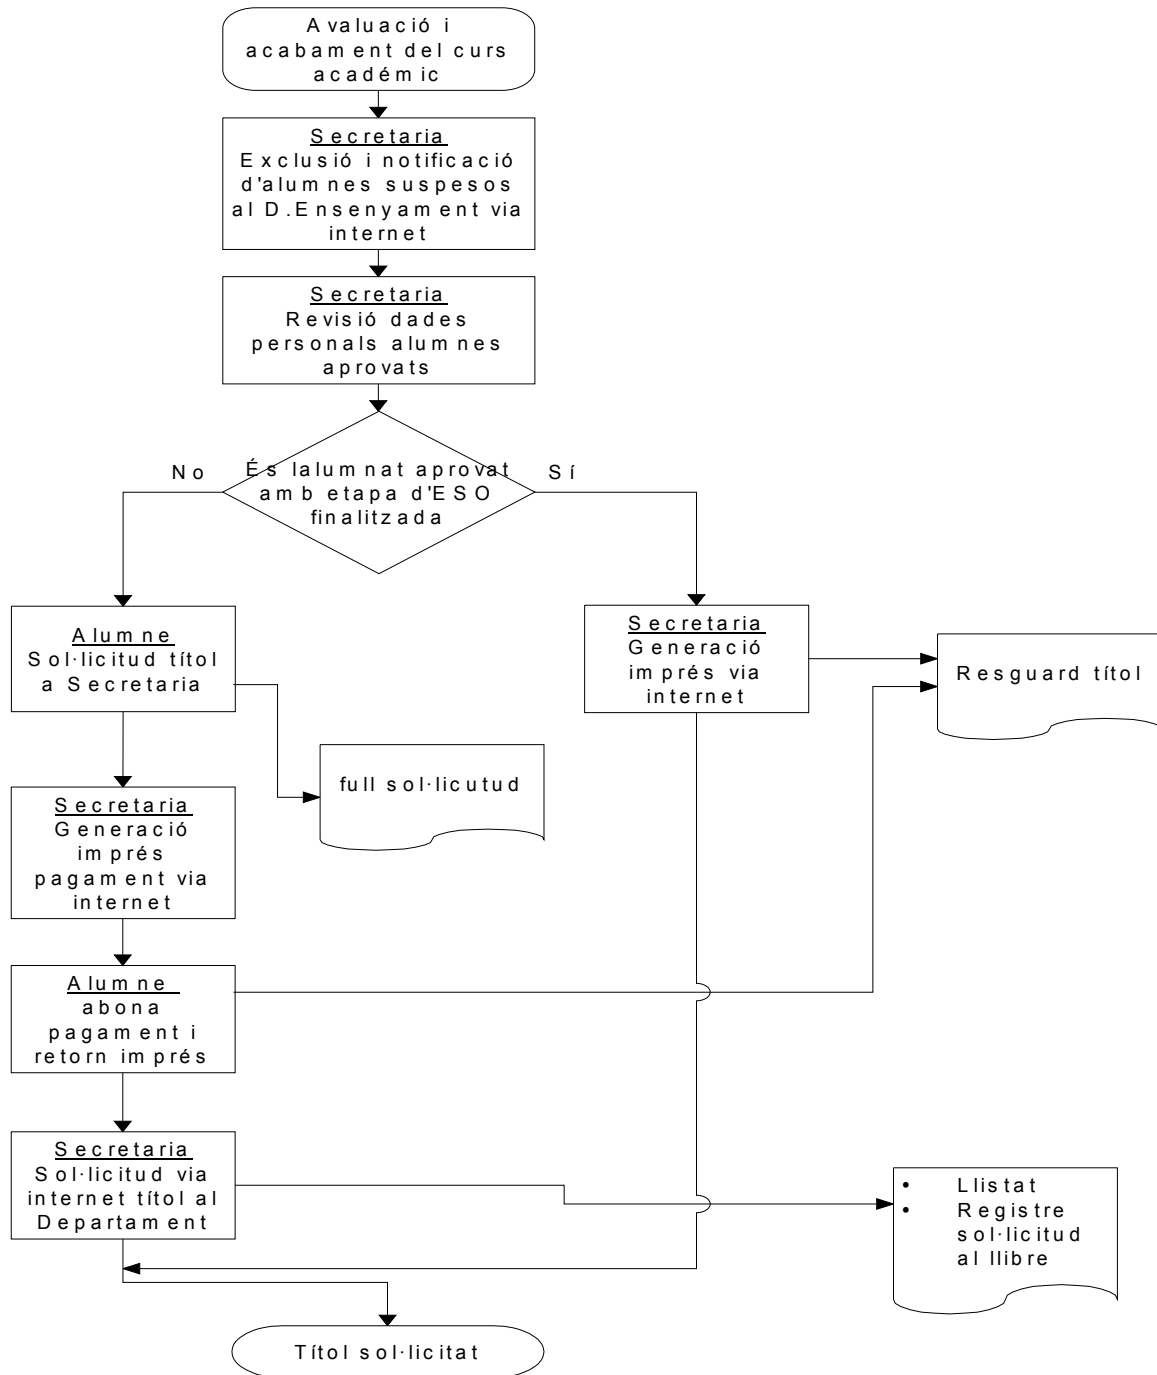 Avaluació i
acabament del curs
académic
Secretaria
Exclusió i notificació
d'alumnes suspesos
al D.Ensenyament via
internet
Secretaria
Revisió dades
personals alumnes
aprovats
No
És lalumnat aprovat
amb etapa d'ESO
finalitzada
Sí
Alumne
Sol·licitud títol
a Secretaria
Secretaria
Generació
imprés via
internet
Resguard títol
full sol·licutud
Secretaria
Generació
imprés
pagament via
internet
Alumne
abona
pagament i
retorn imprés
Secretaria
Sol·licitud via
internet títol al
Departament
• Llistat
• Registre
sol·licitud
al llibre
Títol sol·licitat